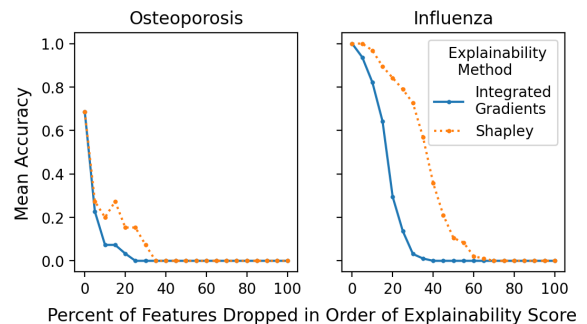 Osteoporosis
Influenza
Mean Accuracy
1.0
0.8
0.6
0.4
0.2
0.0
0 20 40 60 80 100
0 20 40 60 80 100
Explainability
Method
Integrated
Gradients
Shapley
Percent of Features Dropped in Order of Explainability Score